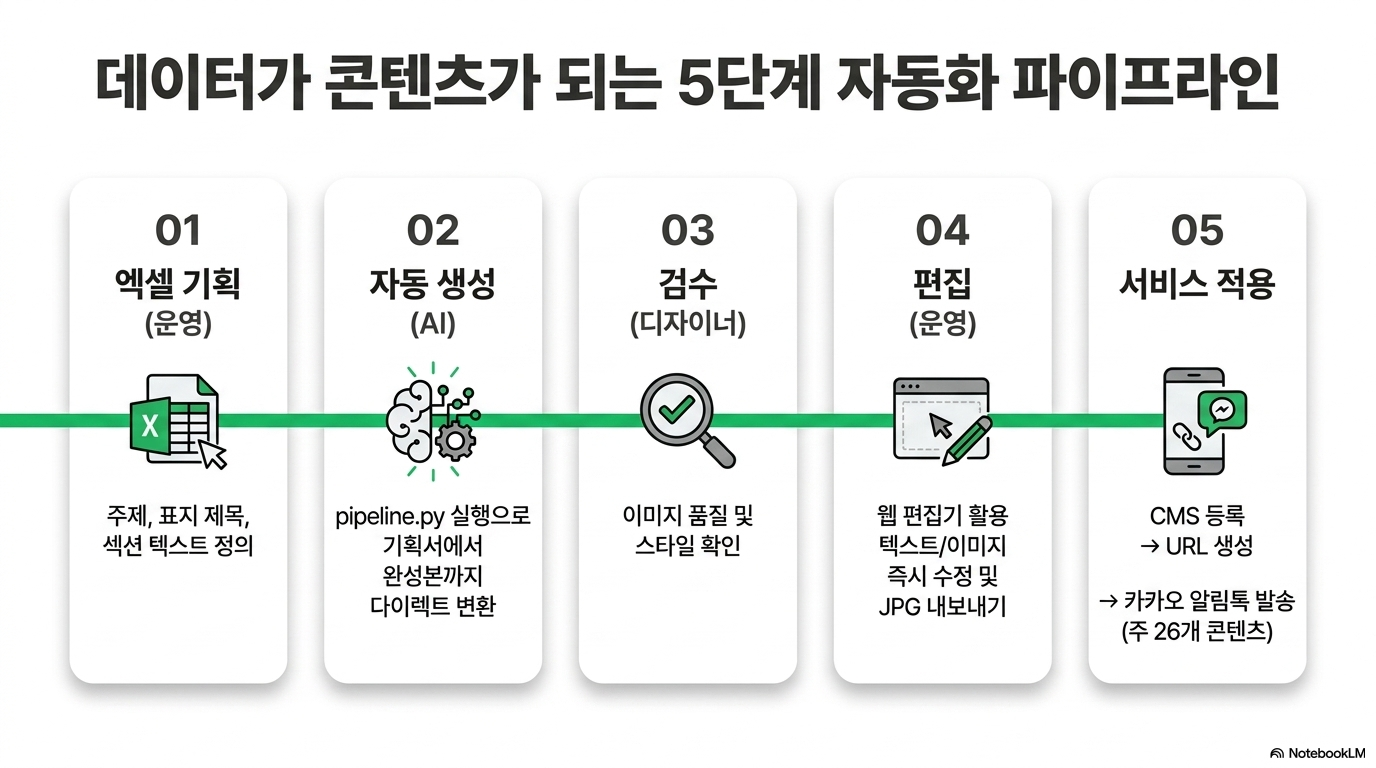 데이터가 콘텐츠가 되는 5단계 자동화 파이프라인
01
엑셀 기획
(운영)
X
주제, 표지 제목,
섹션 텍스트 정의
02
자동 생성
(AI)
pipeline.py 실행으로
기획서에서
완성본까지
다이렉트 변환
03
검수
(디자이너)
이미지 품질 및
스타일 확인
04
편집
(운영)
웹 편집기 활용
텍스트/이미지
즉시 수정 및
JPG 내보내기
05
서비스 적용
CMS 등록
→ URL 생성
→ 카카오 알림톡 발송
(주 26개 콘텐츠)
NotebookLM